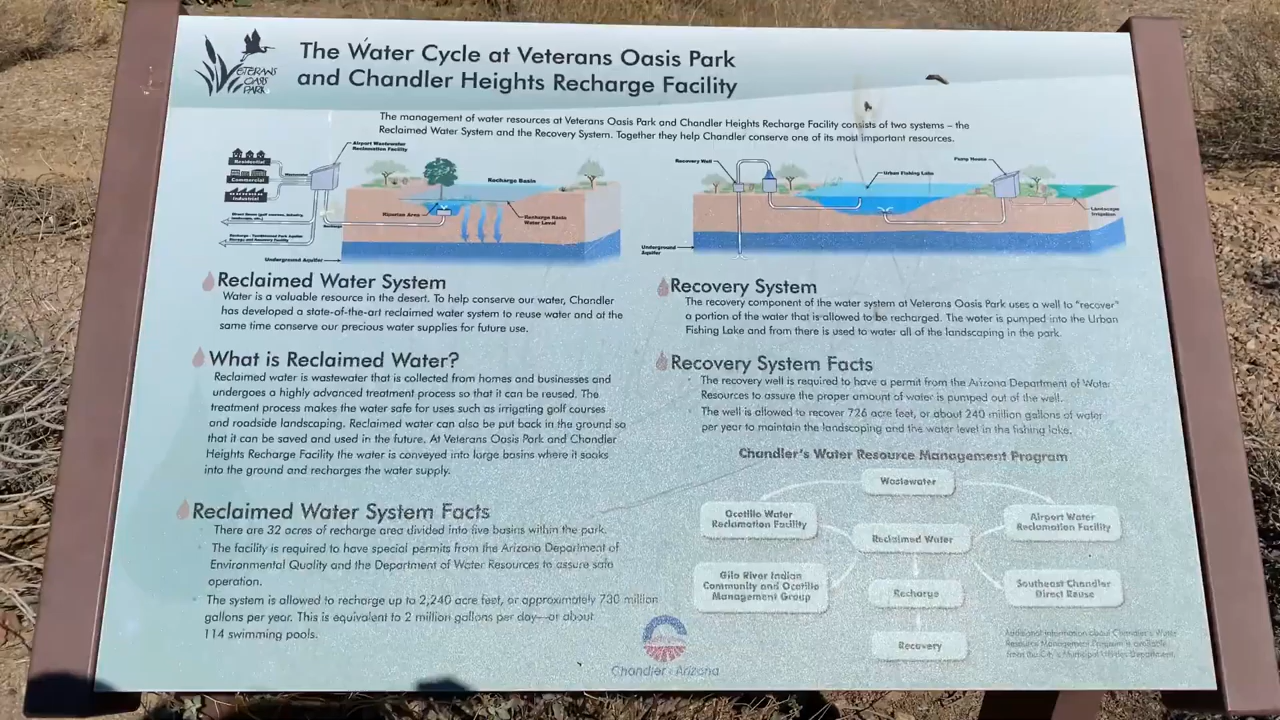 VETERANS
OASIS
PARK
The Water Cycle at Veterans Oasis Park
and Chandler Heights Recharge Facility
The management of water resources at Veterans Oasis Park and Chandler Heights Recharge Facility consists of two systems – the
Reclaimed Water System and the Recovery System. Together they help Chandler conserve one of its most important resources.
Airport Wastewater
Reclamation Facility
Residential
Commercial
Industrial
Wastewater
Recharge Basin
Riparian Area
Recharge Basin
Water Level
Recharge
Underground Aquifer
Recovery Well
Urban Fishing Lake
Pump House
Landscape
Irrigation
Underground
Aquifer
Reclaimed Water System
Water is a valuable resource in the desert. To help conserve our water, Chandler
has developed a state-of-the-art reclaimed water system to reuse water and at the
same time conserve our precious water supplies for future use.
What is Reclaimed Water?
Reclaimed water is wastewater that is collected from homes and businesses and
undergoes a highly advanced treatment process so that it can be reused. The
treatment process makes the water safe for uses such as irrigating golf courses
and roadside landscaping. Reclaimed water can also be put back in the ground so
that it can be saved and used in the future. At Veterans Oasis Park and Chandler
Heights Recharge Facility the water is conveyed into large basins where it soaks
into the ground and recharges the water supply.
Reclaimed Water System Facts
There are 32 acres of recharge area divided into five basins within the park.
The facility is required to have special permits from the Arizona Department of
Environmental Quality and the Department of Water Resources to assure safe
operation.
The system is allowed to recharge up to 2,240 acre feet, or approximately 730 million
gallons per year. This is equivalent to 2 million gallons per day—or about
114 swimming pools.
Recovery System
The recovery component of the water system at Veterans Oasis Park uses a well to "recover"
a portion of the water that is allowed to be recharged. The water is pumped into the Urban
Fishing Lake and from there is used to water all of the landscaping in the park.
Recovery System Facts
The recovery well is required to have a permit from the Arizona Department of Water
Resources to assure the proper amount of water is pumped out of the well.
The well is allowed to recover 726 acre feet, or about 240 million gallons of water
per year to maintain the landscaping and the water level in the fishing lake.
Chandler's Water Resource Management Program
Wastewater
Ocotillo Water
Reclamation Facility
Airport Water
Reclamation Facility
Reclaimed Water
Gila River Indian
Community and Ocotillo
Management Group
Recharge
Southeast Chandler
Direct Reuse
Recovery
Additional information about Chandler's Water
Resource Management Program is available
from the City's Municipal Utilities Department.
Chandler · Arizona